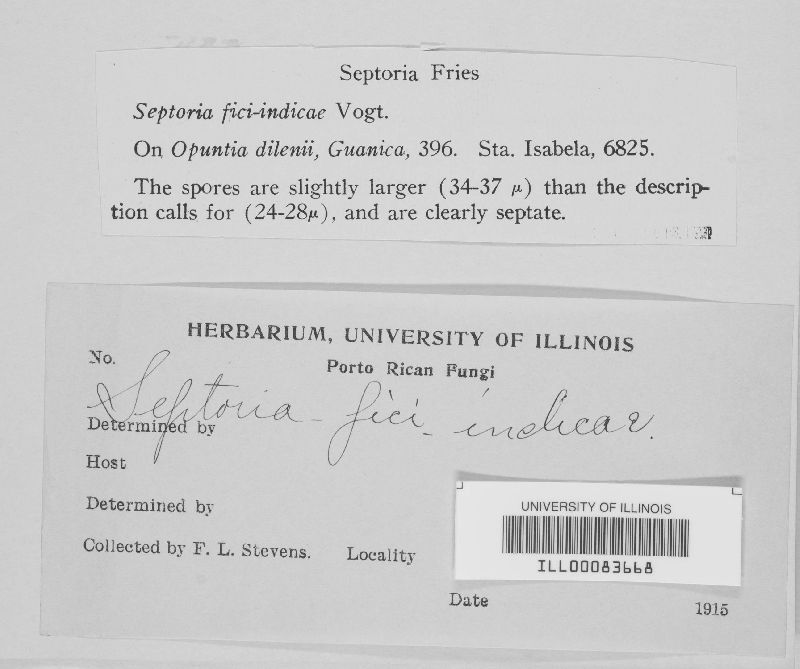 Septoria Fries
Septoria fici-indicae Vogt.
On Opuntia dilenii, Guanica, 396. Sta. Isabela, 6825.
The spores are slightly larger (34-37 μ) than the descrip-
tion calls for (24-28μ), and are clearly septate.
HERBARIUM, UNIVERSITY OF ILLINOIS
No.
Porto Rican Fungi
Septoria - fici - indicae.
Determined by
Host
Determined by
UNIVERSITY OF ILLINOIS
ILL00083668
Collected by F. L. Stevens. Locality
Date 1915